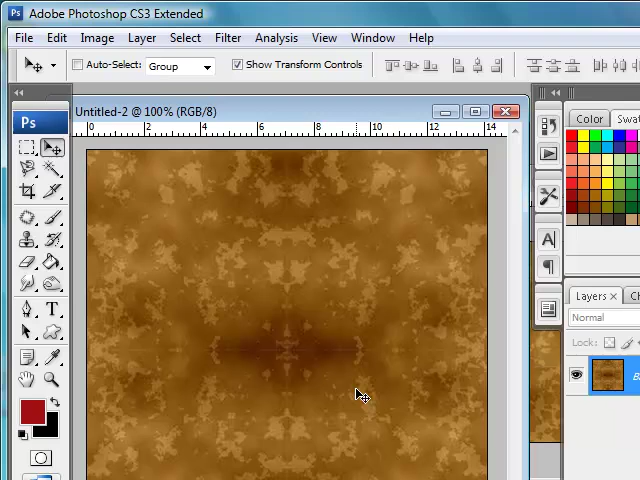 Ps Adobe Photoshop CS3 Extended
File Edit Image Layer Select Filter Analysis View Window Help
Auto-Select: Group Show Transform Controls
Untitled-2 @ 100% (RGB/8)
Ps
0 2 4 6 8 10 12 14
Color Swat
A
T
Layers x
Normal
Lock: